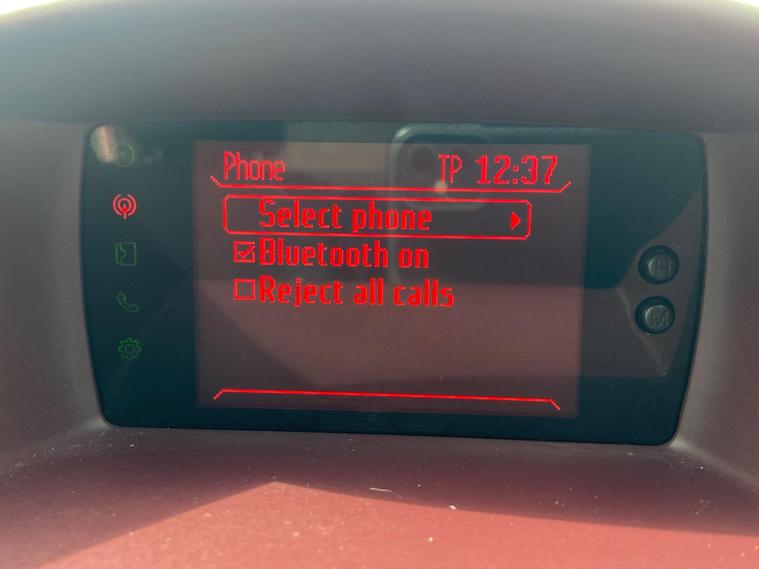 Phone TP 12:37
Select phone
Bluetooth on
Reject all calls
H
M